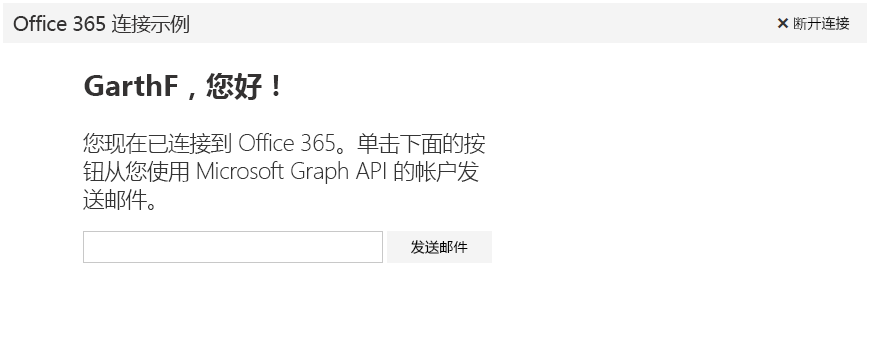 Office 365 连接示例
✕ 断开连接
GarthF，您好！
您现在已连接到 Office 365。单击下面的按
钮从您使用 Microsoft Graph API 的帐户发
送邮件。
发送邮件